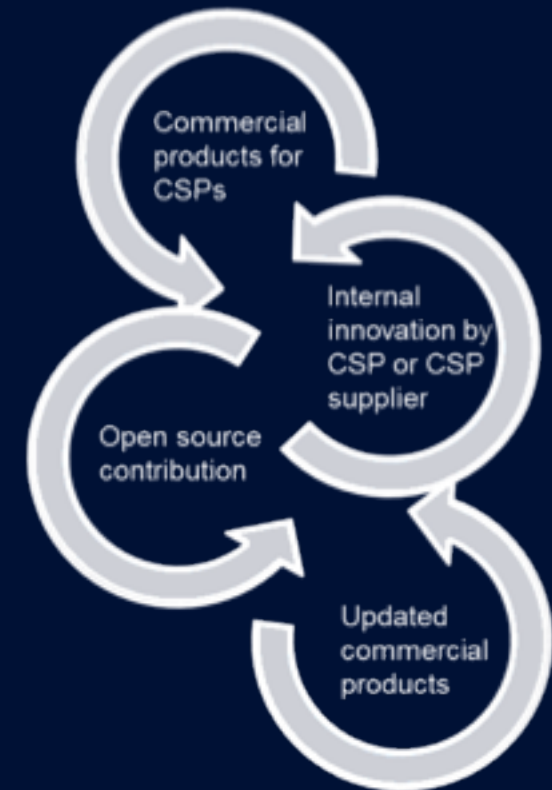 Commercial
products for
CSPs
Internal
innovation by
CSP or CSP
supplier
Open source
contribution
Updated
commercial
products